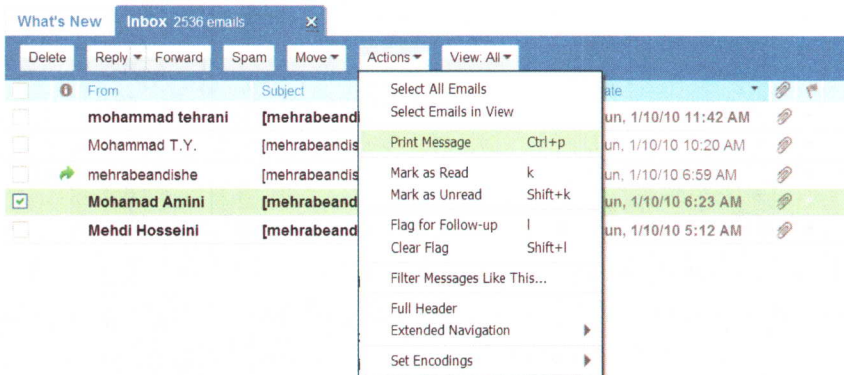 What's New Inbox 2536 emails ×
Delete Reply Forward Spam Move Actions View: All
From Subject ate
mohammad tehrani [mehrabeandi un, 1/10/10 11:42 AM
Mohammad T.Y. [mehrabeandis un, 1/10/10 10:20 AM
mehrabeandishe [mehrabeandis un, 1/10/10 6:59 AM
Mohamad Amini [mehrabeand un, 1/10/10 6:23 AM
Mehdi Hosseini [mehrabeand un, 1/10/10 5:12 AM
Select All Emails
Select Emails in View
Print Message Ctrl+p
Mark as Read k
Mark as Unread Shift+k
Flag for Follow-up l
Clear Flag Shift+l
Filter Messages Like This...
Full Header
Extended Navigation
Set Encodings